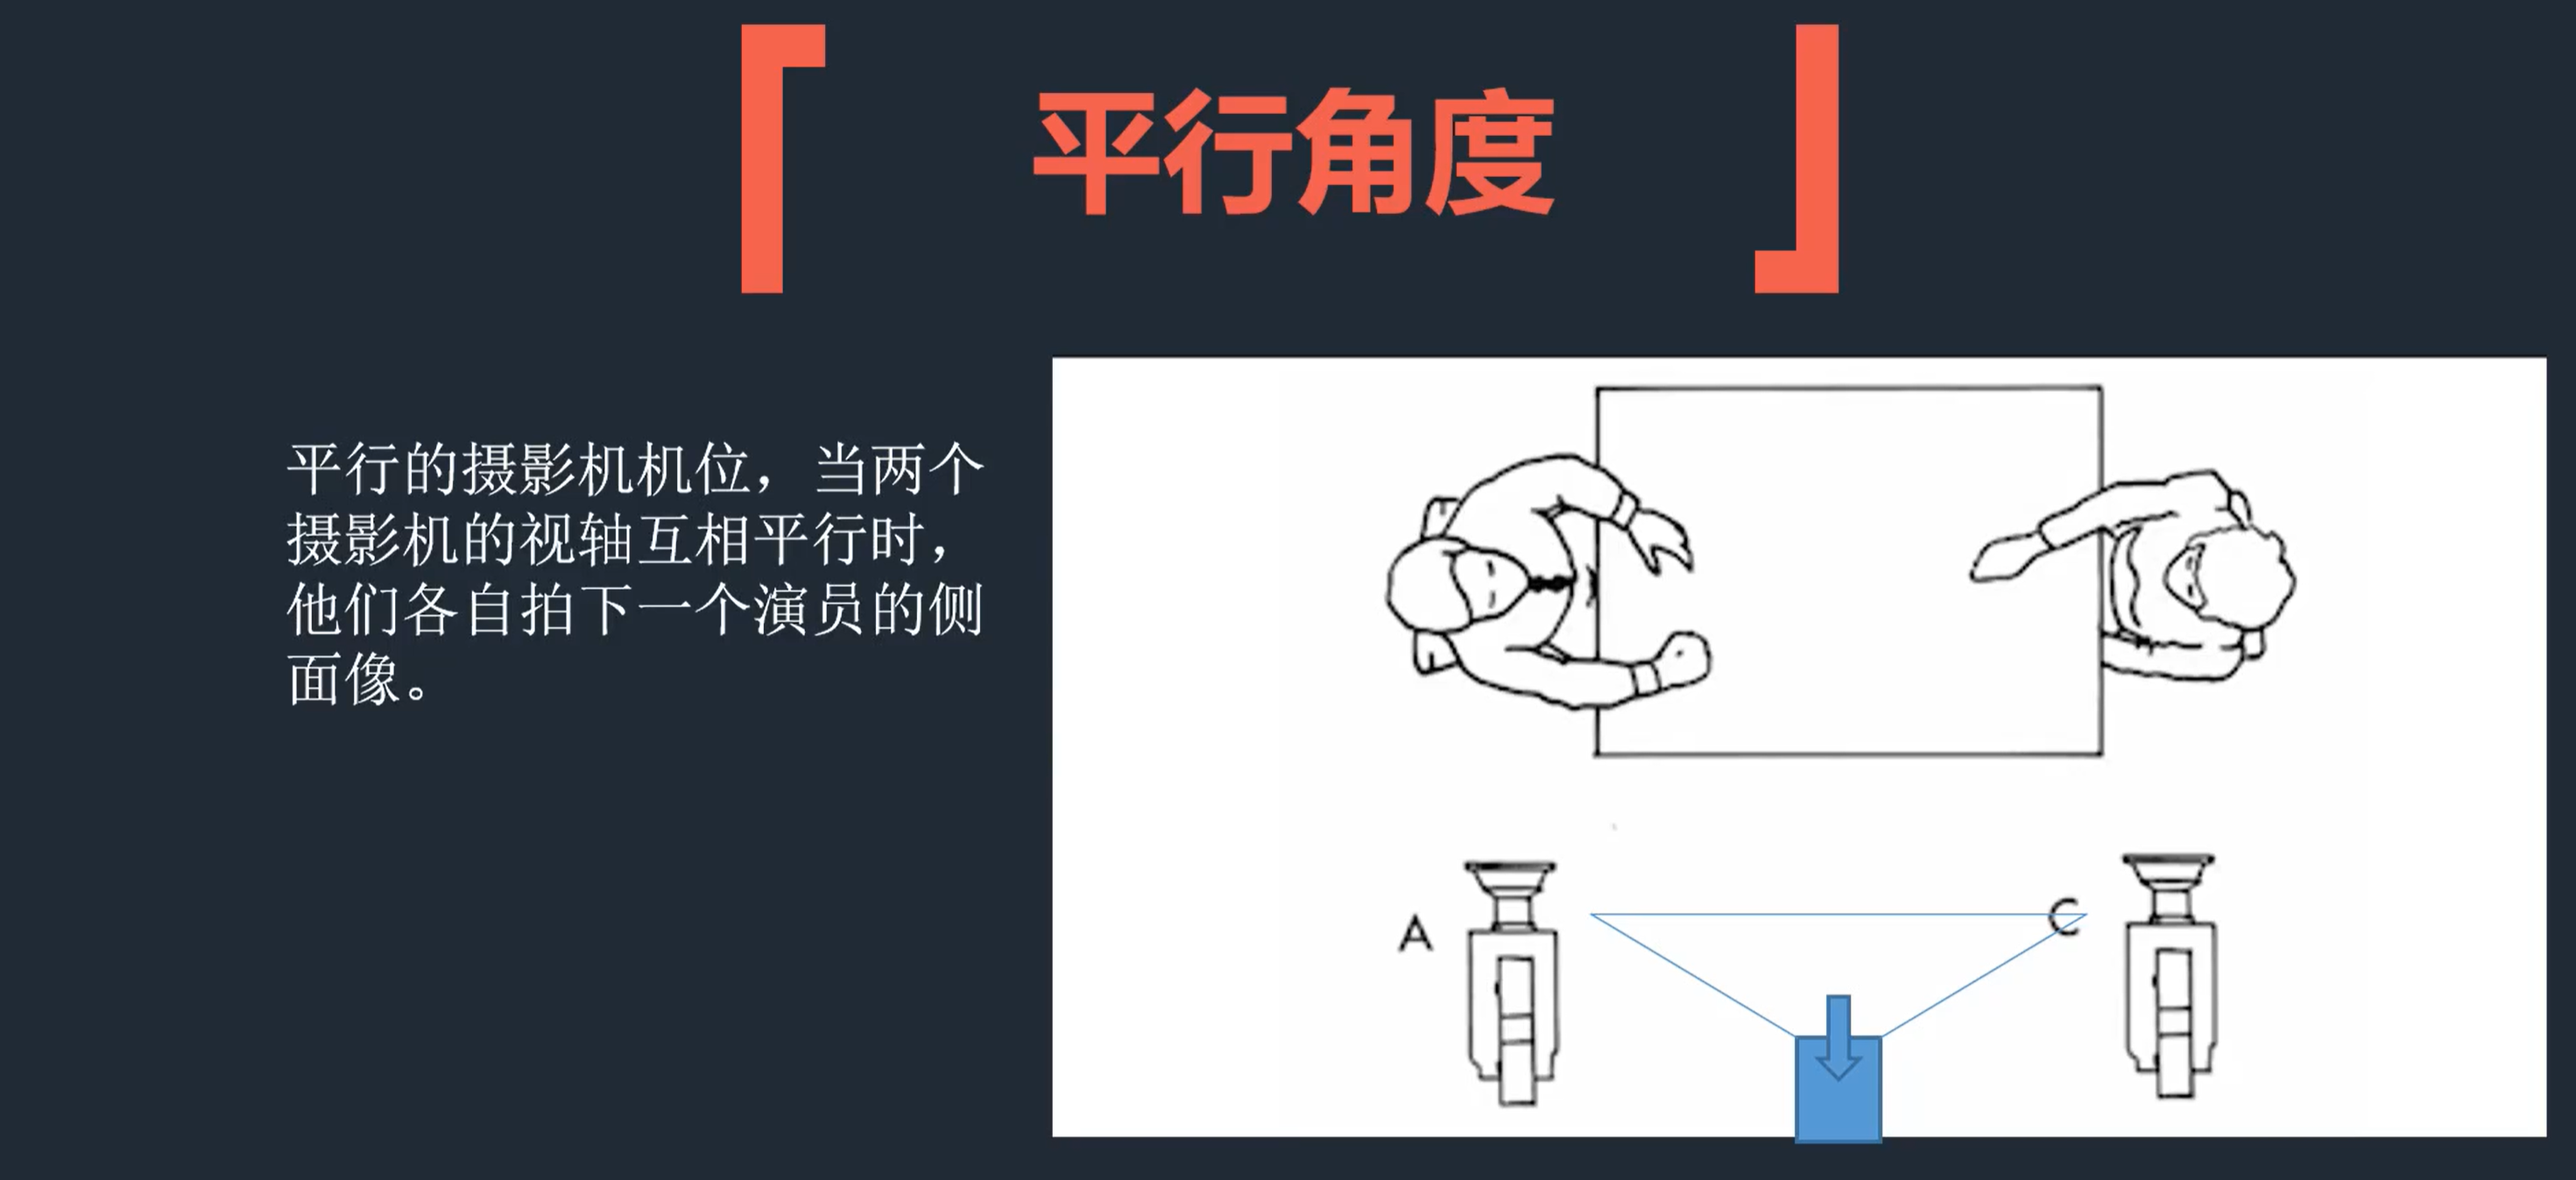 平行角度
平行的摄影机机位，当两个
摄影机的视轴互相平行时，
他们各自拍下一个演员的侧
面像。
A
C